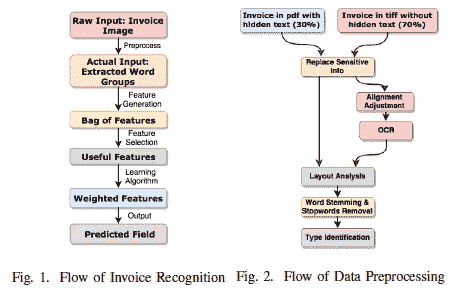 Raw Input: Invoice
Image
Preprocess
Actual Input:
Extracted Word
Groups
Feature
Generation
Bag of Features
Feature
Selection
Useful Features
Learning
Algorithm
Weighted Features
Output
Predicted Field
Fig. 1. Flow of Invoice Recognition
Invoice in pdf with
hidden text (30%)
Invoice in tiff without
hidden text (70%)
Replace Sensitive
Info
Alignment
Adjustment
OCR
Layout Analysis
Word Stemming &
Stopwords Removal
Type Identification
Fig. 2. Flow of Data Preprocessing